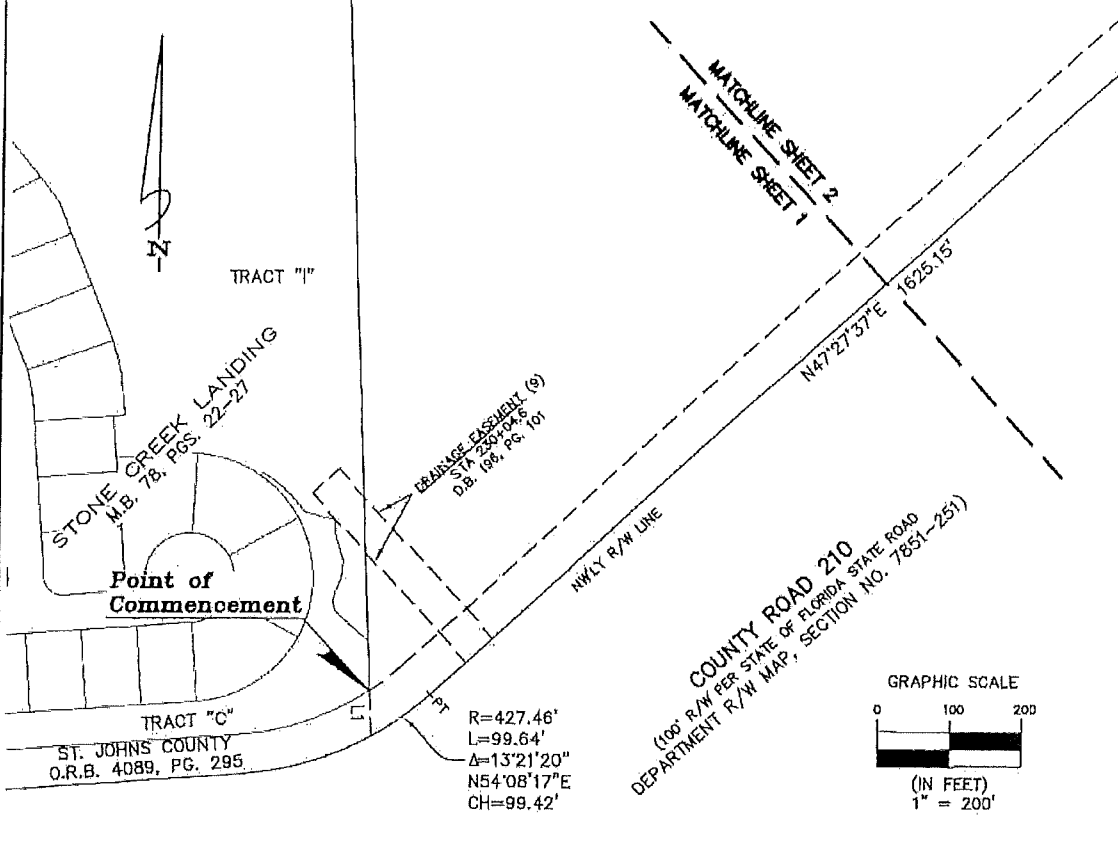 MATCHLINE SHEET 2
MATCHLINE SHEET 1
N
TRACT "I"
STONE CREEK LANDING
M.B. 78, PGS. 22-27
1625.15'
N47°27'37"E
DRAINAGE EASEMENT (9)
STA 230+04.6
D.B. 196, PG. 101
NW'LY R/W LINE
Point of
Commencement
COUNTY ROAD 210
(100' R/W PER STATE OF FLORIDA STATE ROAD
DEPARTMENT R/W MAP, SECTION NO. 7851-251)
L1
PT
R=427.46'
L=99.64'
Δ=13°21'20"
N54°08'17"E
CH=99.42'
TRACT "C"
ST. JOHNS COUNTY
O.R.B. 4089, PG. 295
GRAPHIC SCALE
0 100 200
(IN FEET)
1" = 200'